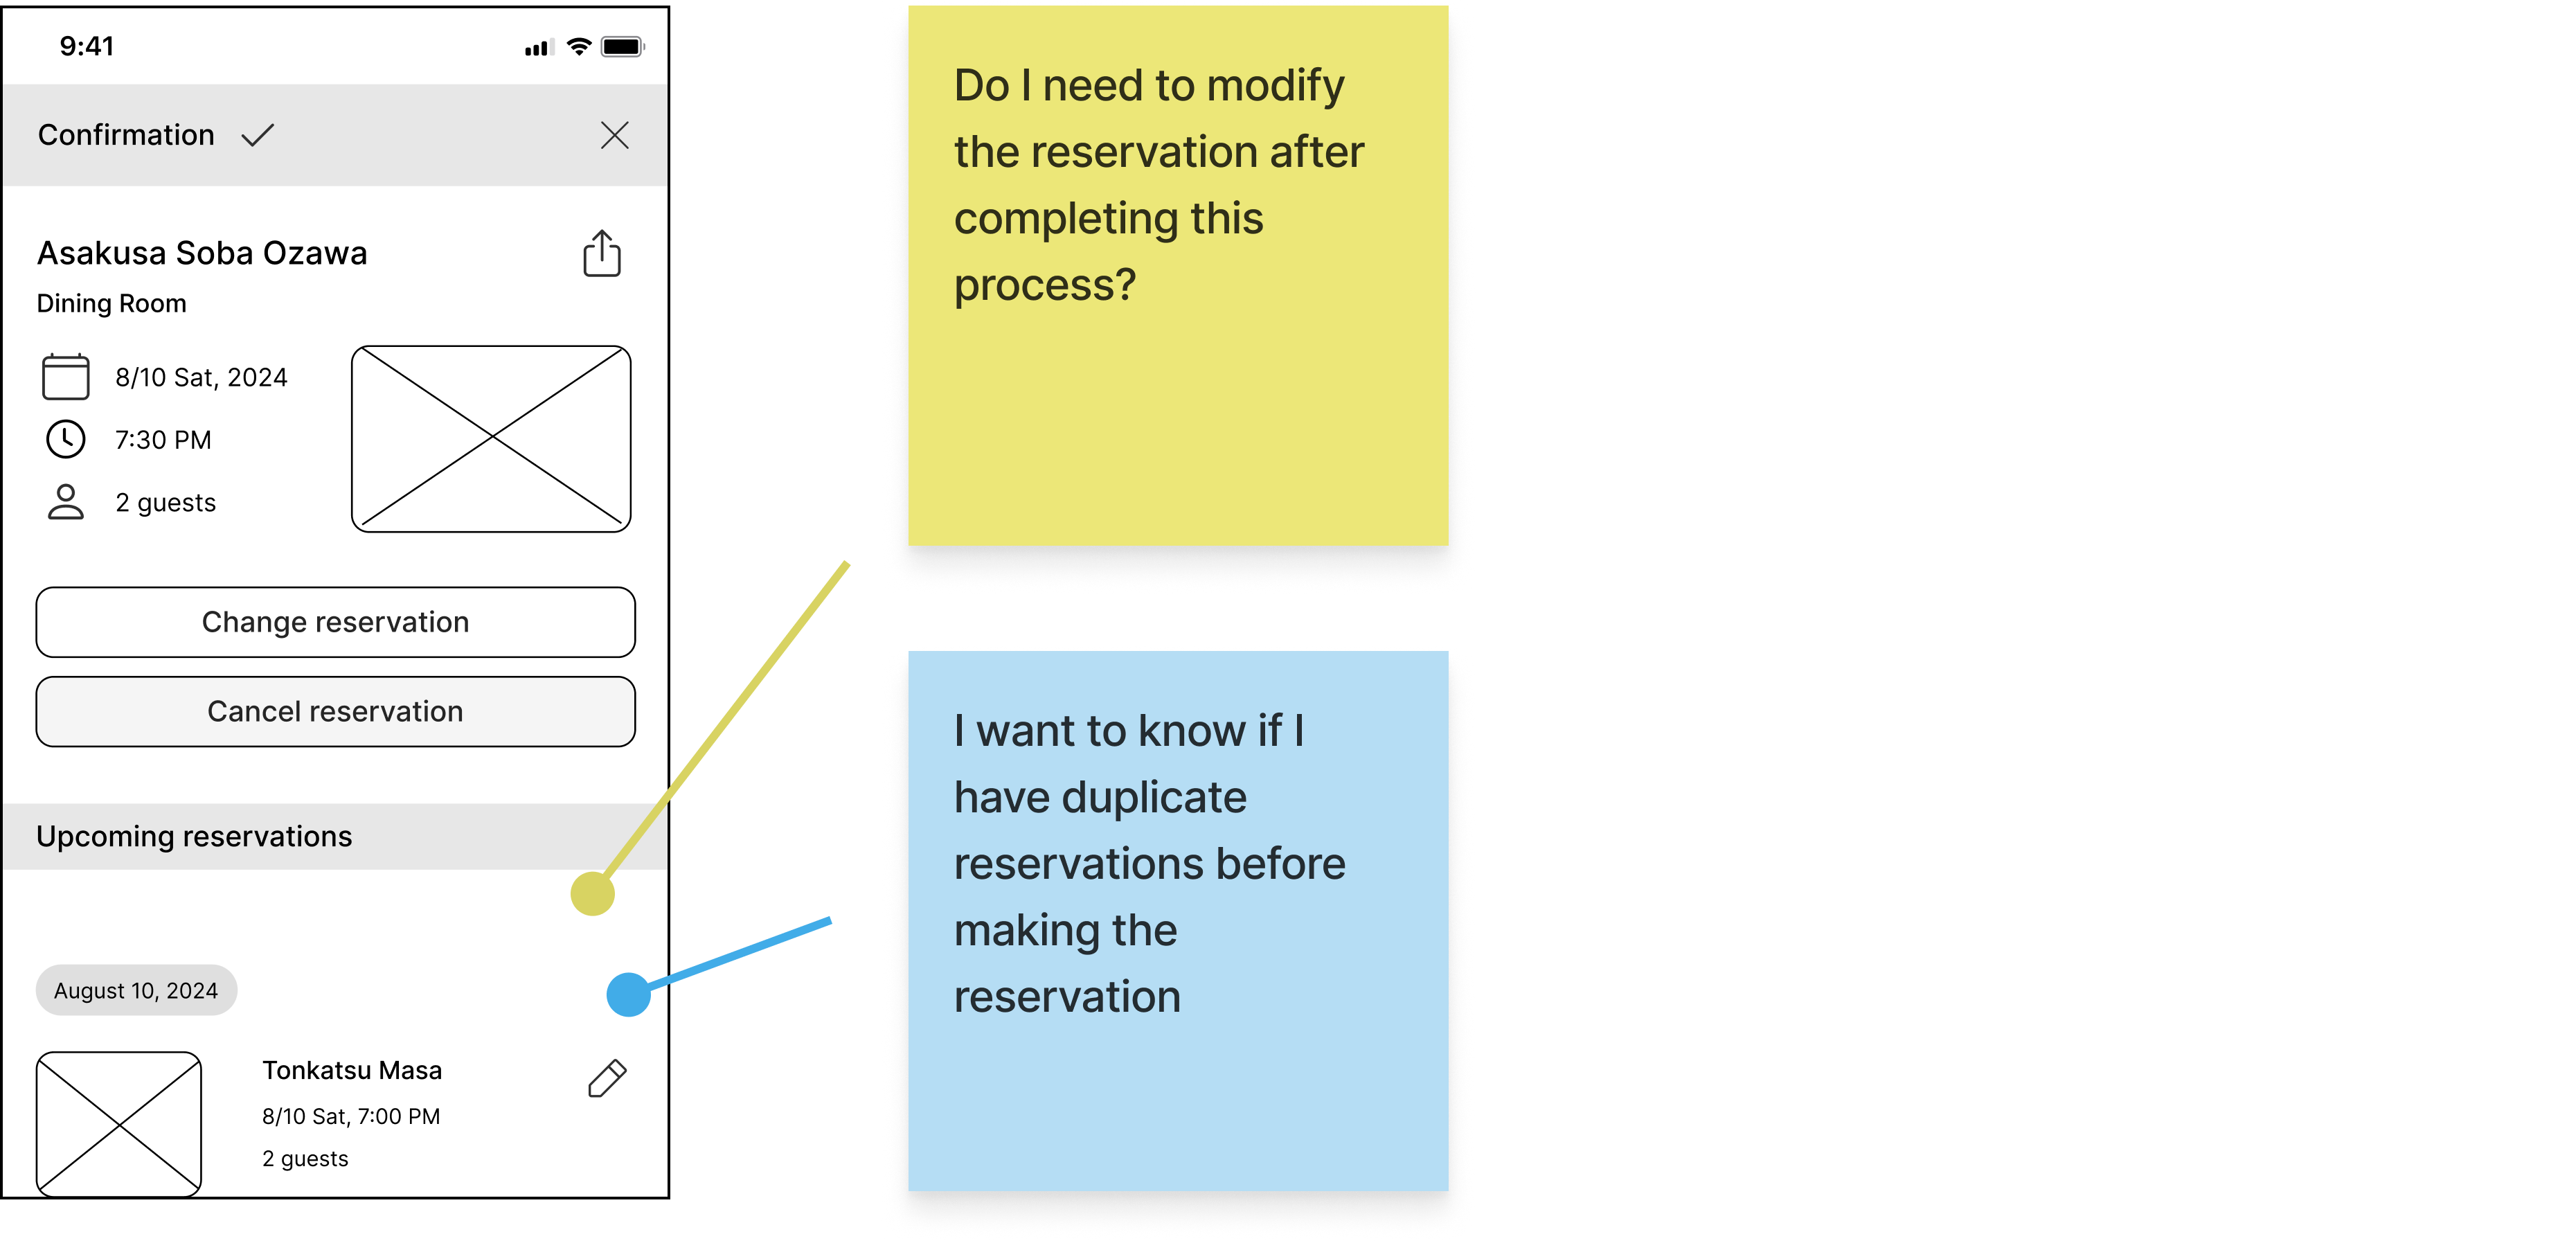 9:41
Confirmation
Asakusa Soba Ozawa
Dining Room
8/10 Sat, 2024
7:30 PM
2 guests
Change reservation
Cancel reservation
Upcoming reservations
August 10, 2024
Tonkatsu Masa
8/10 Sat, 7:00 PM
2 guests
Do I need to modify
the reservation after
completing this
process?
I want to know if I
have duplicate
reservations before
making the
reservation